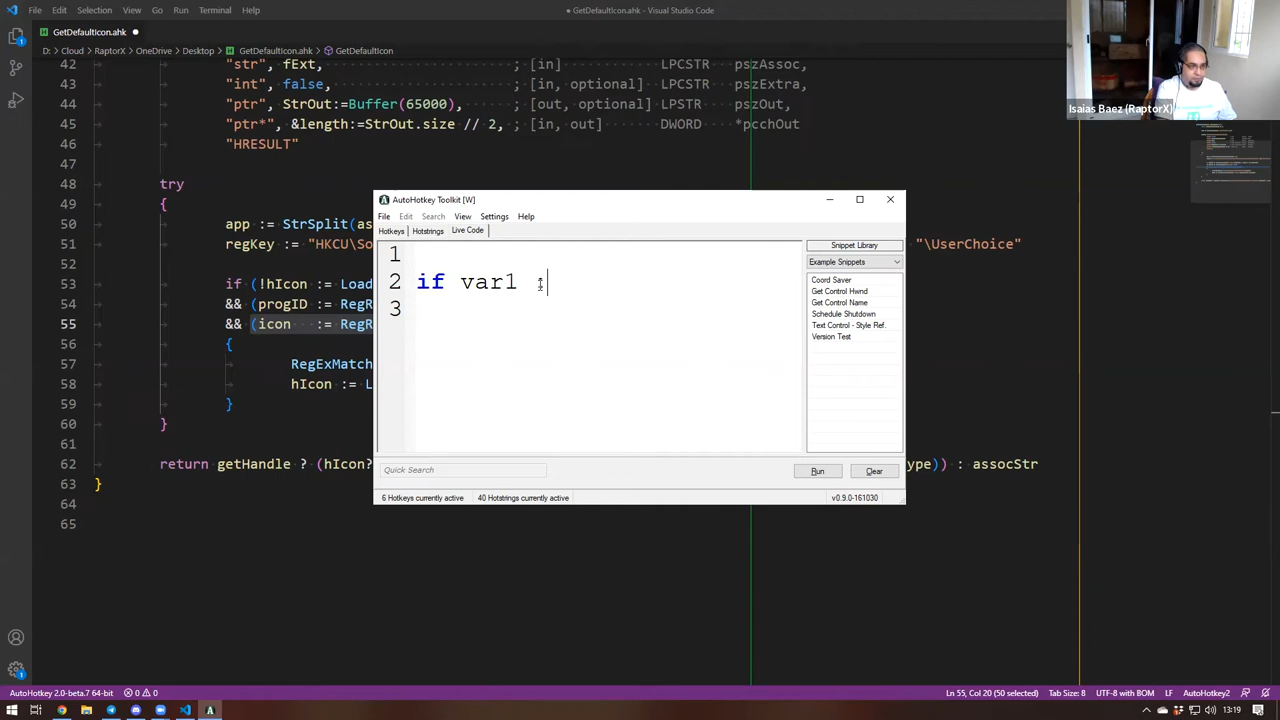 File Edit Selection View Go Run Terminal Help
● GetDefaultIcon.ahk - Visual Studio Code
GetDefaultIcon.ahk ●
D: > Cloud > RaptorX > OneDrive > Desktop > GetDefaultIcon.ahk > GetDefaultIcon
Isaias Baez (RaptorX)
42 "str", fExt, ; [in] LPCSTR pszAssoc,
43 "int", false, ; [in, optional] LPCSTR pszExtra,
44 "ptr", StrOut:=Buffer(65000), ; [out, optional] LPSTR pszOut,
45 "ptr*", &length:=StrOut.size // 2, ; [in, out] DWORD *pcchOut
46 "HRESULT"
47
48 try
49 {
50 app := StrSplit(as
51 regKey := "HKCU\So "\UserChoice"
53 if (!hIcon := Load
54 && (progID := RegR
55 && (icon := RegR
56 {
57 RegExMatch
58 hIcon := L
59 }
60 }
61
62 return getHandle ? (hIcon? ype)) : assocStr
63 }
64
65
AutoHotkey Toolkit [W]
File Edit Search View Settings Help
Hotkeys Hotstrings Live Code
1
2 if var1
3
Snippet Library
Example Snippets
Coord Saver
Get Control Hwnd
Get Control Name
Schedule Shutdown
Text Control - Style Ref.
Version Test
Quick Search
Run Clear
6 Hotkeys currently active 40 Hotstrings currently active v0.9.0-161030
AutoHotkey 2.0-beta.7 64-bit 0 0 Ln 55, Col 20 (50 selected) Tab Size: 8 UTF-8 with BOM LF AutoHotkey2
13:19